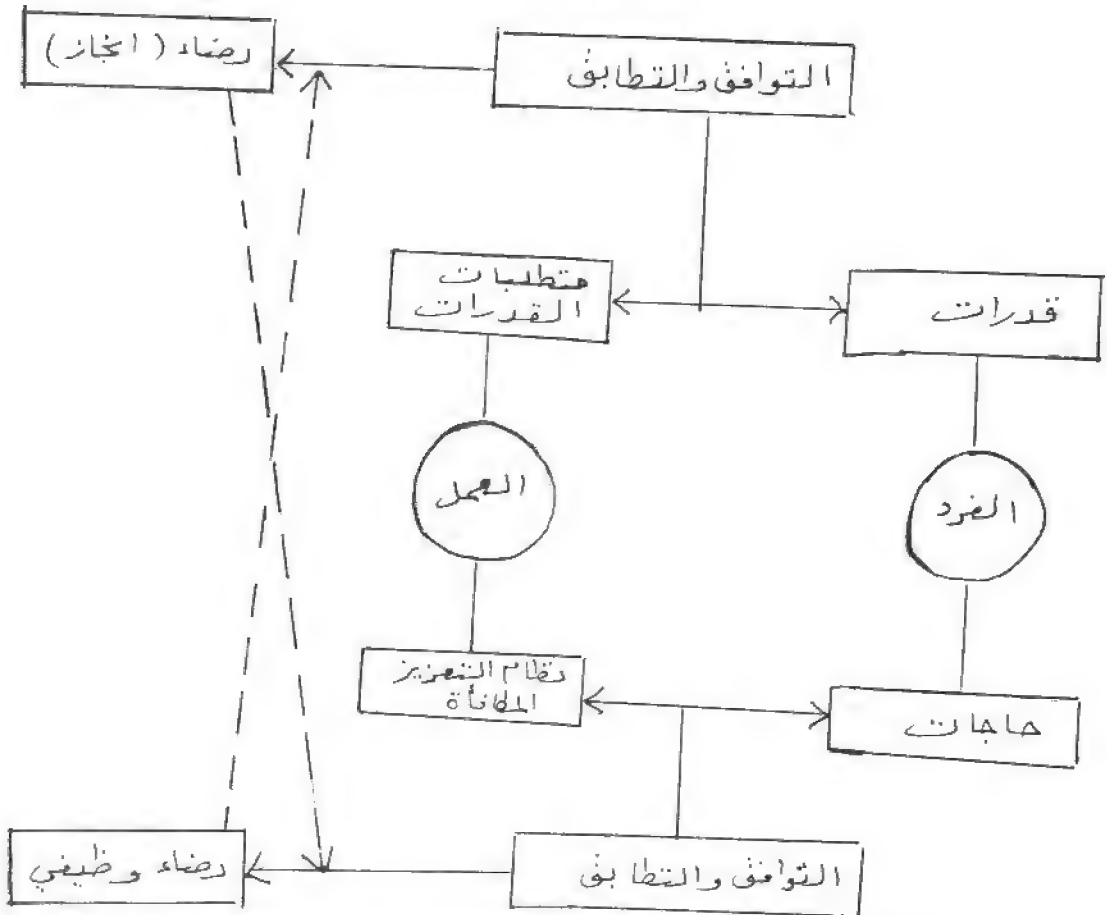 التوافق والتطابق
رضاء (انجاز)
قدرات
متطلبات
القدرات
الفرد
العمل
حاجات
نظام التعزيز
المكافأة
التوافق والتطابق
رضاء وظيفي